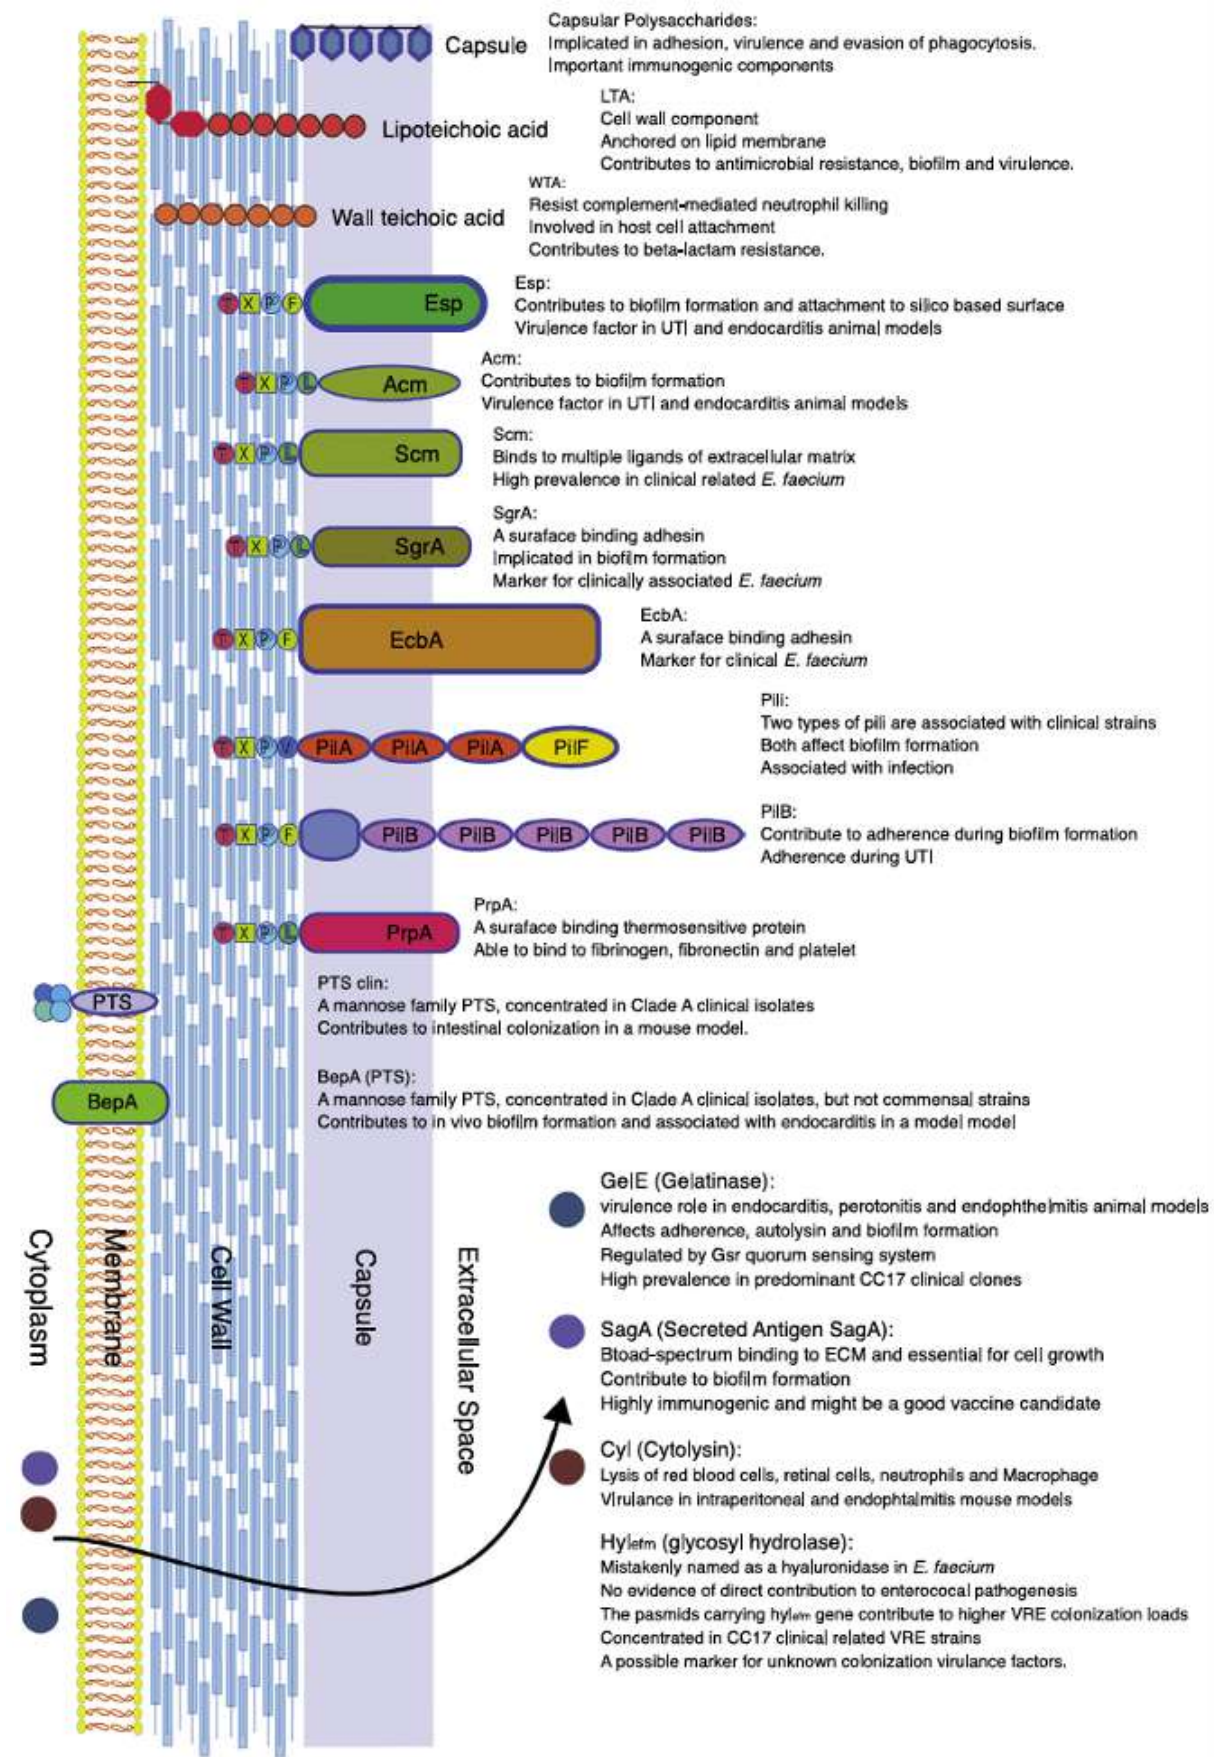 Capsule
Capsular Polysaccharides:
Implicated in adhesion, virulence and evasion of phagocytosis.
Important immunogenic components
Lipoteichoic acid
LTA:
Cell wall component
Anchored on lipid membrane
Contributes to antimicrobial resistance, biofilm and virulence.
Wall teichoic acid
WTA:
Resist complement-mediated neutrophil killing
Involved in host cell attachment
Contributes to beta-lactam resistance.
T X P F Esp
Esp:
Contributes to biofilm formation and attachment to silico based surface
Virulence factor in UTI and endocarditis animal models
T X P L Acm
Acm:
Contributes to biofilm formation
Virulence factor in UTI and endocarditis animal models
T X P L Scm
Scm:
Binds to multiple ligands of extracellular matrix
High prevalence in clinical related E. faecium
T X P L SgrA
SgrA:
A suraface binding adhesin
Implicated in biofilm formation
Marker for clinically associated E. faecium
T X P F EcbA
EcbA:
A suraface binding adhesin
Marker for clinical E. faecium
T X P V PilA PilA PilA PilF
Pili:
Two types of pili are associated with clinical strains
Both affect biofilm formation
Associated with infection
T X P F PilB PilB PilB PilB PilB
PilB:
Contribute to adherence during biofilm formation
Adherence during UTI
T X P L PrpA
PrpA:
A suraface binding thermosensitive protein
Able to bind to fibrinogen, fibronectin and platelet
PTS
PTS clin:
A mannose family PTS, concentrated in Clade A clinical isolates
Contributes to intestinal colonization in a mouse model.
BepA
BepA (PTS):
A mannose family PTS, concentrated in Clade A clinical isolates, but not commensal strains
Contributes to in vivo biofilm formation and associated with endocarditis in a model model
Cytoplasm
Membrane
Cell Wall
Capsule
Extracellular Space
GelE (Gelatinase):
virulence role in endocarditis, perotonitis and endophthelmitis animal models
Affects adherence, autolysin and biofilm formation
Regulated by Gsr quorum sensing system
High prevalence in predominant CC17 clinical clones
SagA (Secreted Antigen SagA):
Btoad-spectrum binding to ECM and essential for cell growth
Contribute to biofilm formation
Highly immunogenic and might be a good vaccine candidate
Cyl (Cytolysin):
Lysis of red blood cells, retinal cells, neutrophils and Macrophage
Virulance in intraperitoneal and endophtalmitis mouse models
Hylefm (glycosyl hydrolase):
Mistakenly named as a hyaluronidase in E. faecium
No evidence of direct contribution to enterococal pathogenesis
The pasmids carrying hylefm gene contribute to higher VRE colonization loads
Concentrated in CC17 clinical related VRE strains
A possible marker for unknown colonization virulance factors.